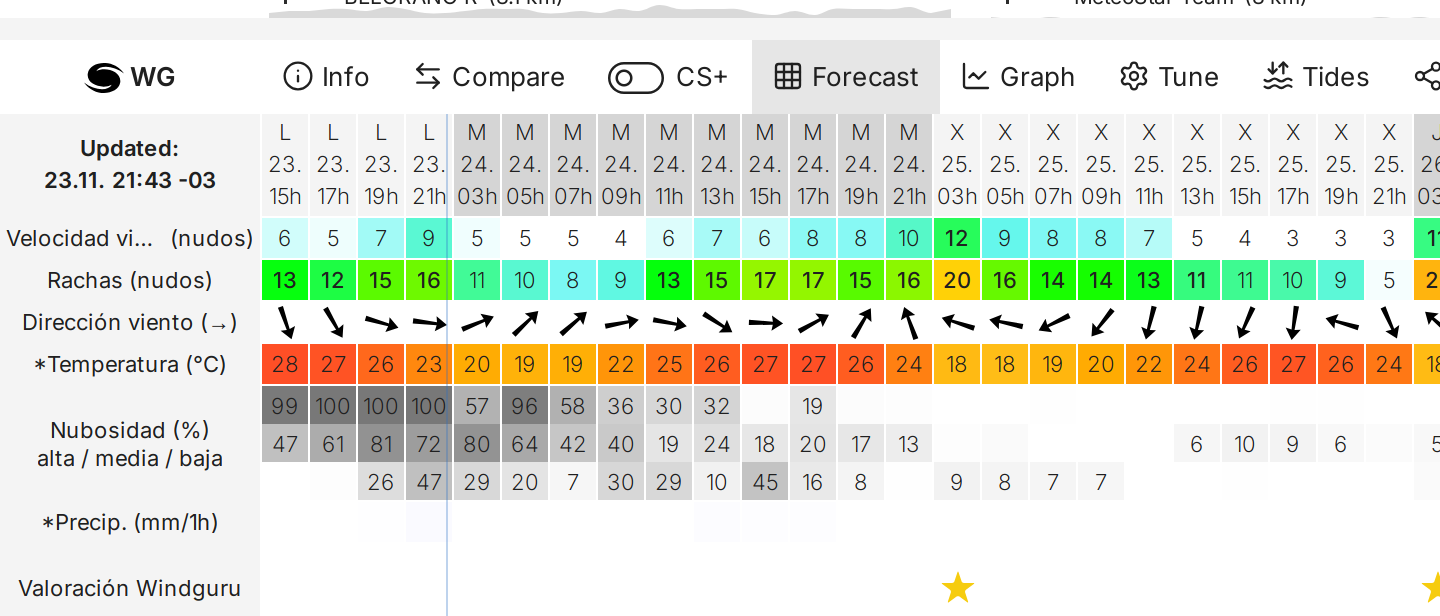 BELGRANO R km) MeteoStar Team km)
WG Info Compare CS+ Forecast Graph Tune Tides
L L L L M M M M M M M M M M X X X X X X X X X X
Updated:
23. 23. 23. 23. 24. 24. 24. 24. 24. 24. 24. 24. 24. 24. 25. 25. 25. 25. 25. 25. 25. 25. 25. 25.
23.11. 21:43 -03
15h 17h 19h 21h 03h 05h 07h 09h 11h 13h 15h 17h 19h 21h 03h 05h 07h 09h 11h 13h 15h 17h 19h 21h
Velocidad vi... (nudos) 6 5 7 9 5 5 5 4 6 7 6 8 8 10 12 9 8 8 7 5 4 3 3 3
Rachas (nudos) 13 12 15 16 11 10 8 9 13 15 17 17 15 16 20 16 14 14 13 11 11 10 9 5
Dirección viento (→)
*Temperatura (°C) 28 27 26 23 20 19 19 22 25 26 27 27 26 24 18 18 19 20 22 24 26 27 26 24
99 100 100 100 57 96 58 36 30 32 19
Nubosidad (%)
47 61 81 72 80 64 42 40 19 24 18 20 17 13 6 10 9 6 5
alta / media / baja
26 47 29 20 7 30 29 10 45 16 8 9 8 7 7
*Precip. (mm/1h)
Valoración Windguru